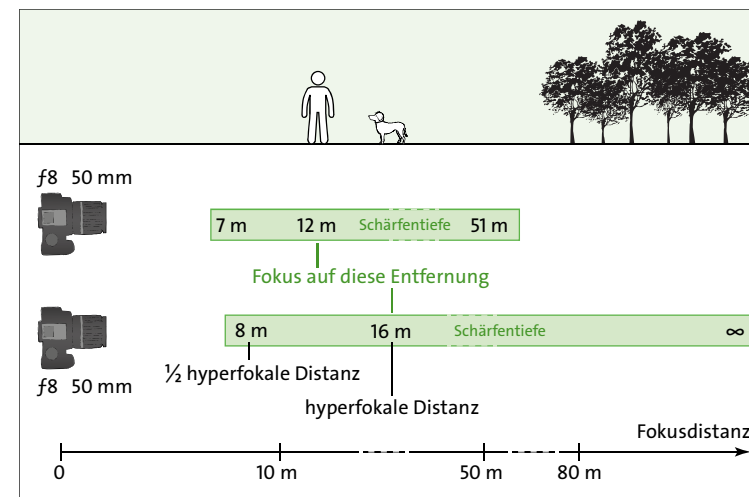 ƒ8 50 mm
7 m 12 m Schärfentiefe 51 m
Fokus auf diese Entfernung
8 m 16 m Schärfentiefe ∞
½ hyperfokale Distanz
ƒ8 50 mm
hyperfokale Distanz
Fokusdistanz
0 10 m 50 m 80 m